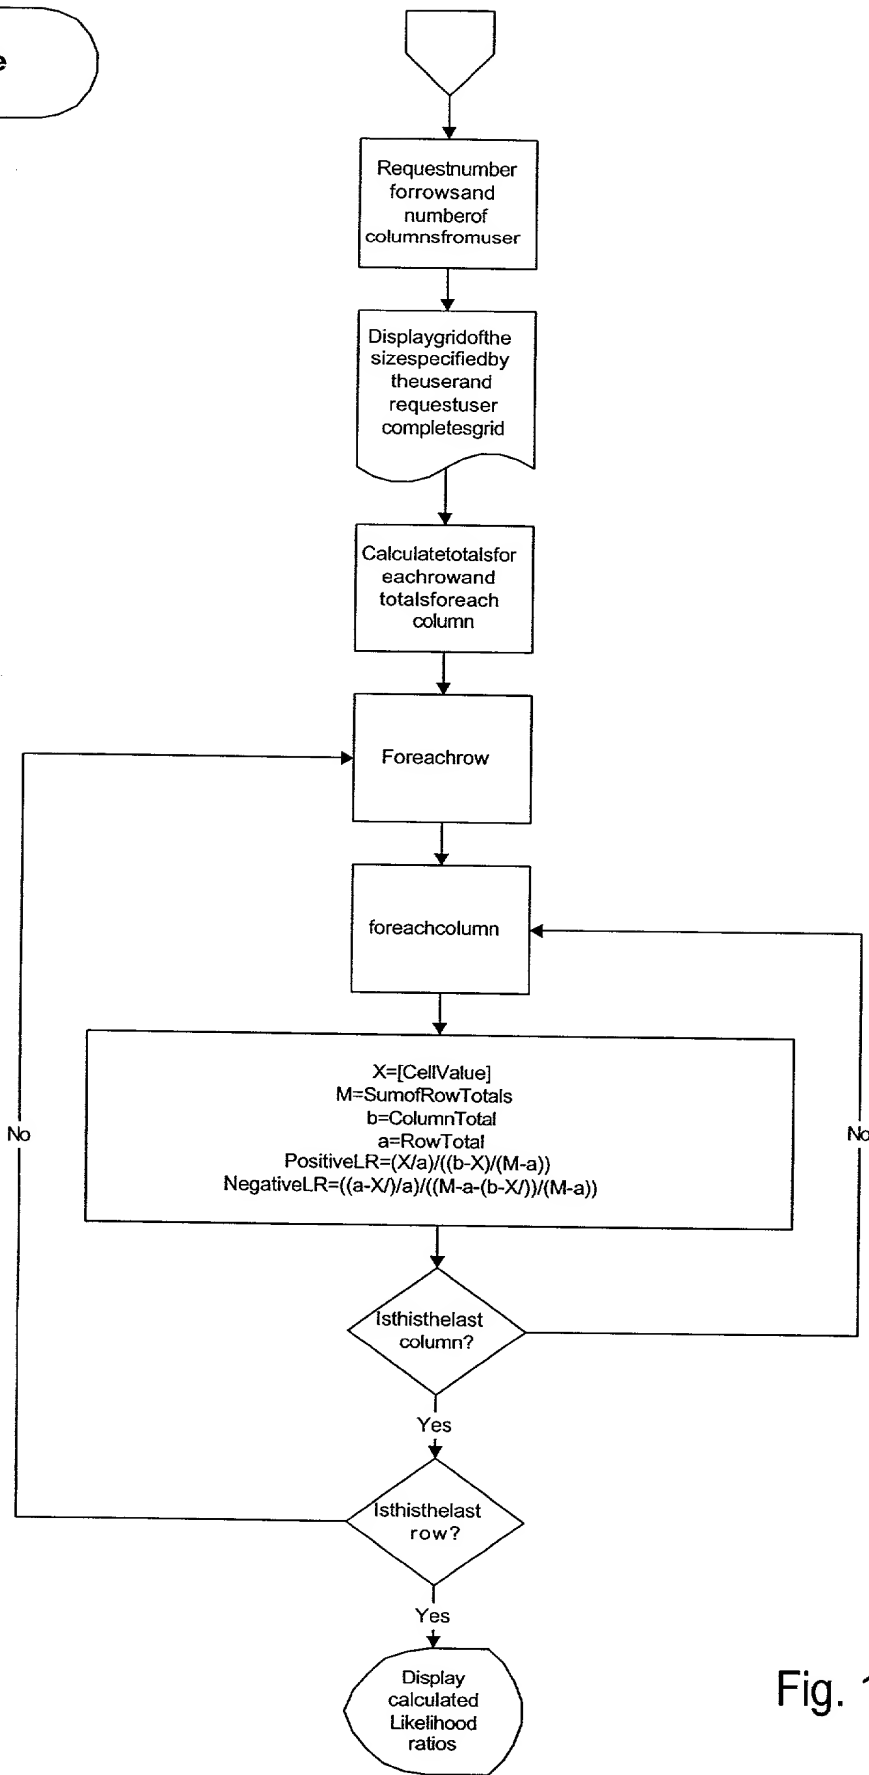 e
Requestnumber
forrowsand
numberof
columnsfromuser
Displaygridofthe
sizespecifiedby
theuserand
requestuser
completesgrid
Calculatetotalsfor
eachrowand
totalsforeach
column
Foreachrow
foreachcolumn
X=[CellValue]
M=SumofRowTotals
b=ColumnTotal
a=RowTotal
PositiveLR=(X/a)/((b-X)/(M-a))
NegativeLR=((a-X/)/a)/((M-a-(b-X/))/(M-a))
No
No
Isthisthelast
column?
Yes
Isthisthelast
row?
Yes
Display
calculated
Likelihood
ratios
Fig.